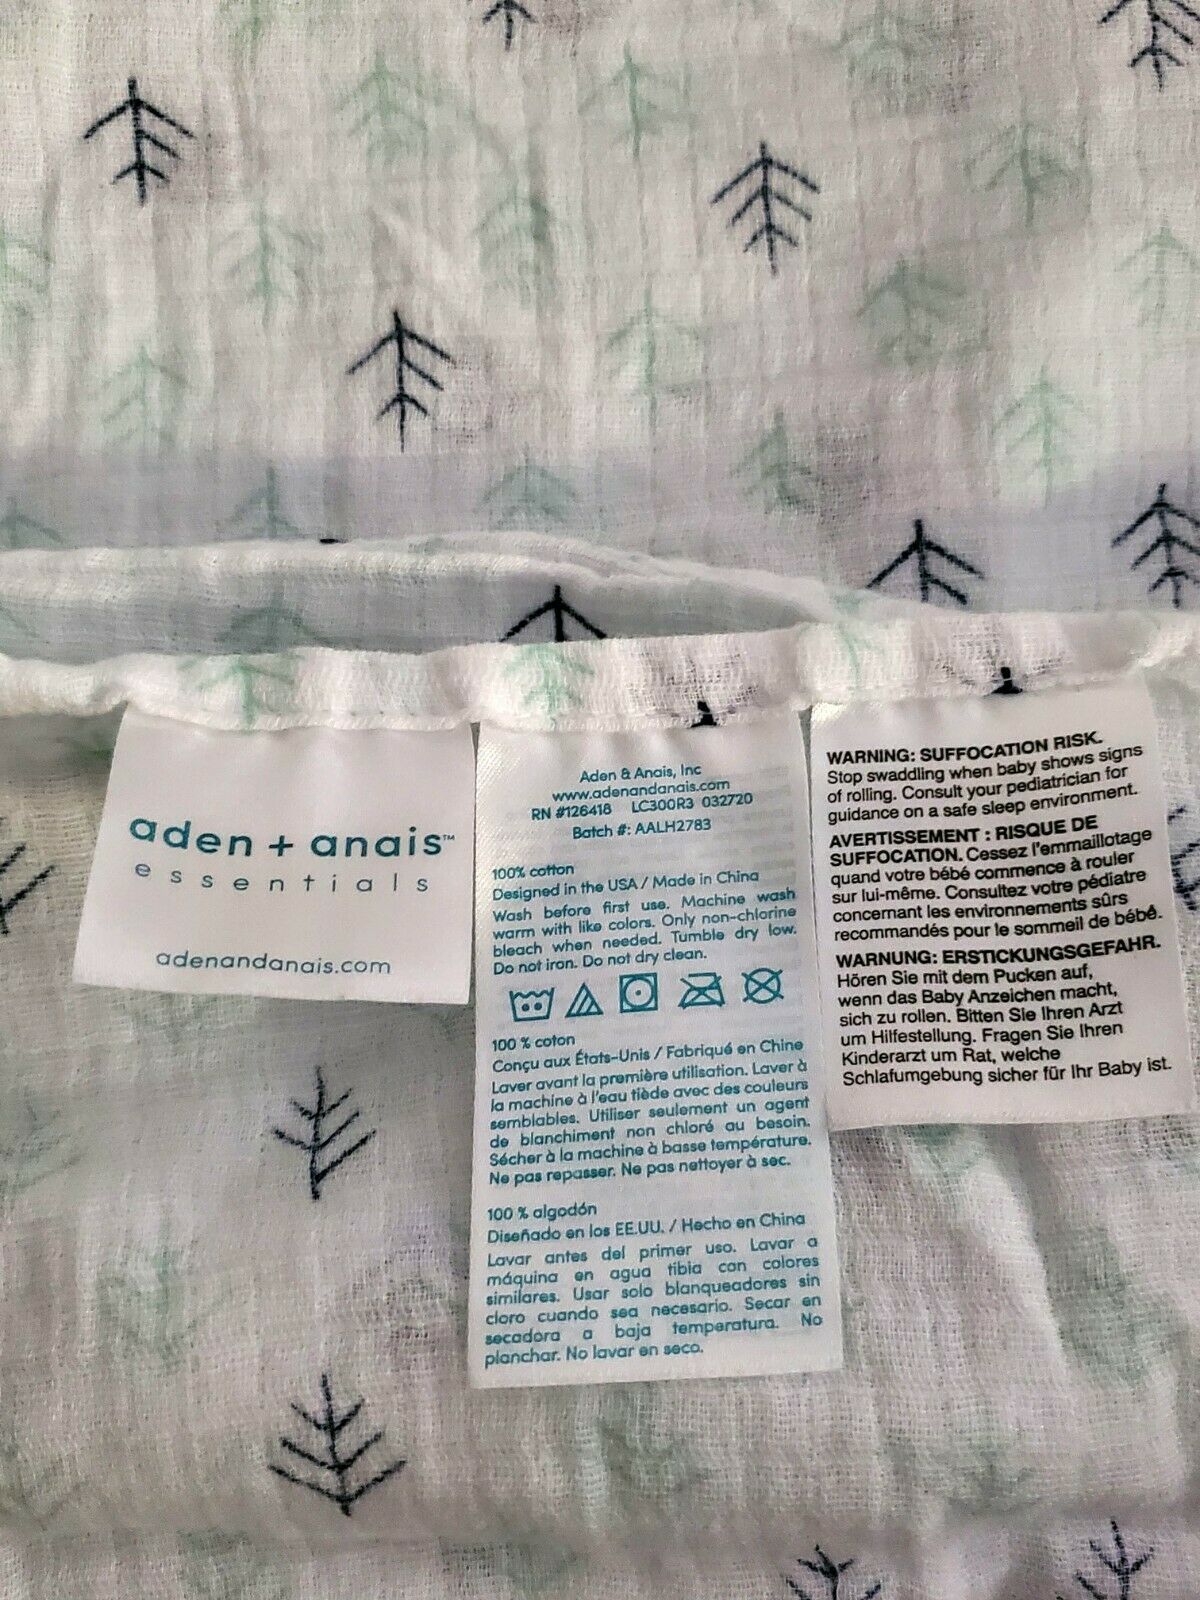 aden + anais™
essentials
adenandanais.com
Aden & Anais, Inc
www.adenandanais.com
RN #126418 LC300R3 032720
Batch #: AALH2783
100% cotton
Designed in the USA / Made in China
Wash before first use. Machine wash
warm with like colors. Only non-chlorine
bleach when needed. Tumble dry low.
Do not iron. Do not dry clean.
100 % coton
Conçu aux États-Unis / Fabriqué en Chine
Laver avant la première utilisation. Laver à
la machine à l'eau tiède avec des couleurs
semblables. Utiliser seulement un agent
de blanchiment non chloré au besoin.
Sécher à la machine à basse température.
Ne pas repasser. Ne pas nettoyer à sec.
100 % algodón
Diseñado en los EE.UU. / Hecho en China
Lavar antes del primer uso. Lavar a
máquina en agua tibia con colores
similares. Usar solo blanqueadores sin
cloro cuando sea necesario. Secar en
secadora a baja temperatura. No
planchar. No lavar en seco.
WARNING: SUFFOCATION RISK.
Stop swaddling when baby shows signs
of rolling. Consult your pediatrician for
guidance on a safe sleep environment.
AVERTISSEMENT : RISQUE DE
SUFFOCATION. Cessez l'emmaillotage
quand votre bébé commence à rouler
sur lui-même. Consultez votre pédiatre
concernant les environnements sûrs
recommandés pour le sommeil de bébé.
WARNUNG: ERSTICKUNGSGEFAHR.
Hören Sie mit dem Pucken auf,
wenn das Baby Anzeichen macht,
sich zu rollen. Bitten Sie Ihren Arzt
um Hilfestellung. Fragen Sie Ihren
Kinderarzt um Rat, welche
Schlafumgebung sicher für Ihr Baby ist.